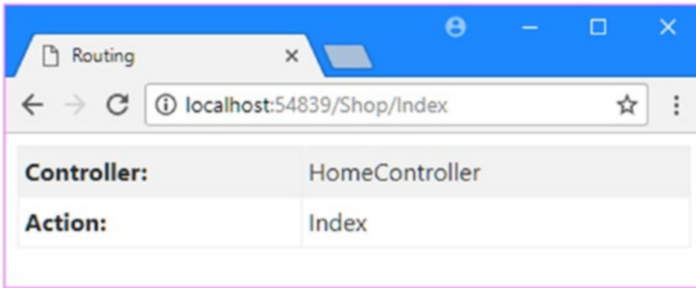 Routing
localhost:54839/Shop/Index
Controller: HomeController
Action: Index